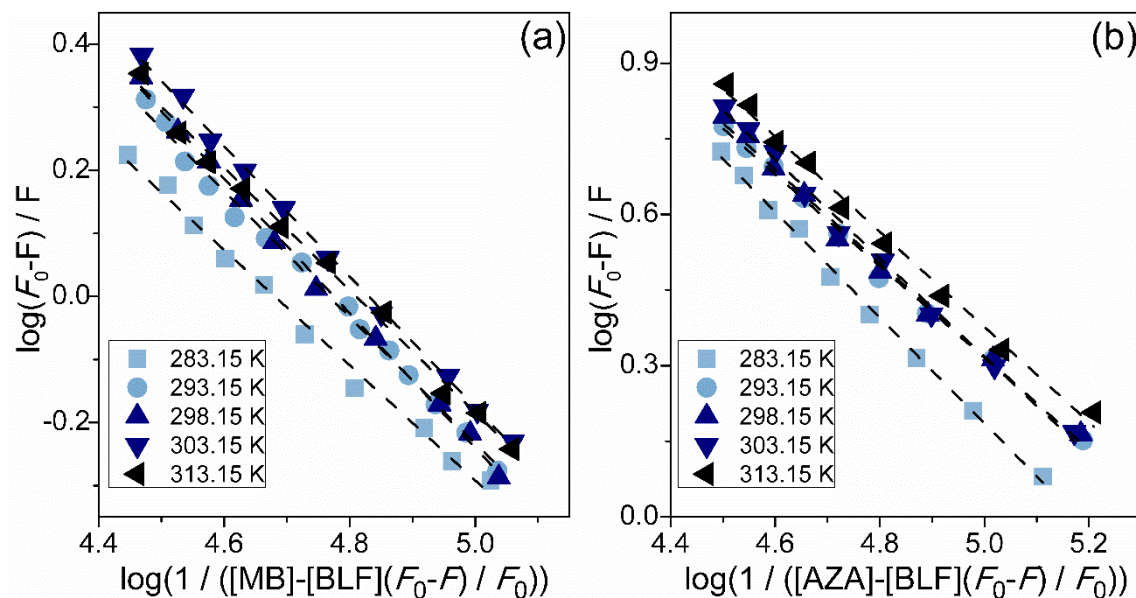 (a)
log(F₀-F) / F
0.4
0.2
0.0
-0.2
283.15 K
293.15 K
298.15 K
303.15 K
313.15 K
4.4 4.6 4.8 5.0
log(1 / ([MB]-[BLF](F₀-F) / F₀))
(b)
log(F₀-F) / F
0.9
0.6
0.3
0.0
283.15 K
293.15 K
298.15 K
303.15 K
313.15 K
4.4 4.6 4.8 5.0 5.2
log(1 / ([AZA]-[BLF](F₀-F) / F₀))